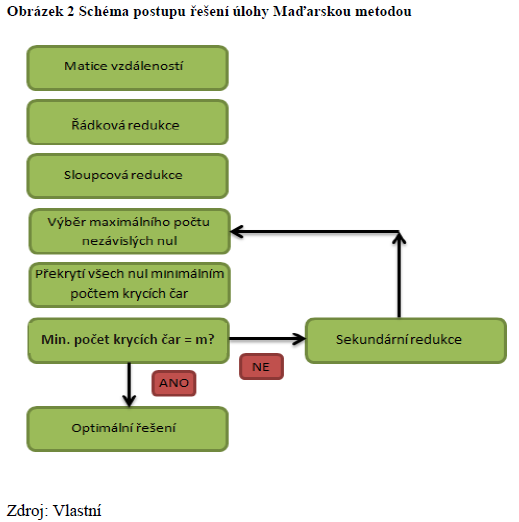 Obrázek 2 Schéma postupu řešení úlohy Maďarskou metodou
Matice vzdáleností
Řádková redukce
Sloupcová redukce
Výběr maximálního počtu
nezávislých nul
Překrytí všech nul minimálním
počtem krycích čar
Min. počet krycích čar = m?
Sekundární redukce
NE
ANO
Optimální řešení
Zdroj: Vlastní